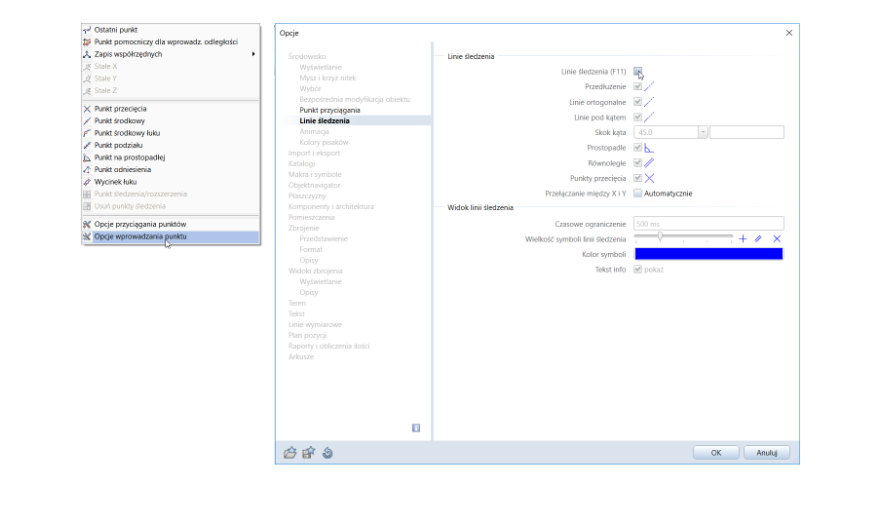 Ostatni punkt
Punkt pomocniczy dla wprowadz. odległości
Zapis współrzędnych
Stałe X
Stałe Y
Stałe Z
Punkt przecięcia
Punkt środkowy
Punkt środkowy łuku
Punkt podziału
Punkt na prostopadłej
Punkt odniesienia
Wycinek łuku
Punkt śledzenia/rozszerzenia
Usuń punkty śledzenia
Opcje przyciągania punktów
Opcje wprowadzania punktu
Opcje
Środowisko
Wyświetlanie
Mysz i krzyż nitek
Wybór
Bezpośrednia modyfikacja obiektu
Punkt przyciągania
Linie śledzenia
Animacje
Kolory pisaków
Import i eksport
Katalogi
Makra i symbole
Objektnavigator
Płaszczyzny
Komponenty i architektura
Pomieszczenia
Zbrojenie
Przedstawienie
Format
Opisy
Widoki zbrojenia
Wyświetlanie
Opisy
Teren
Tekst
Linie wymiarowe
Plan pozycji
Raporty i obliczenia ilości
Arkusze
Linie śledzenia
Linie śledzenia (F11)
Przedłużenie
Linie ortogonalne
Linie pod kątem
Skok kąta 45.0
Prostopadłe
Równoległe
Punkty przecięcia
Przełączanie między X i Y Automatycznie
Widok linii śledzenia
Czasowe ograniczenie 500 ms
Wielkość symboli linii śledzenia
Kolor symboli
Tekst info pokaż
OK Anuluj